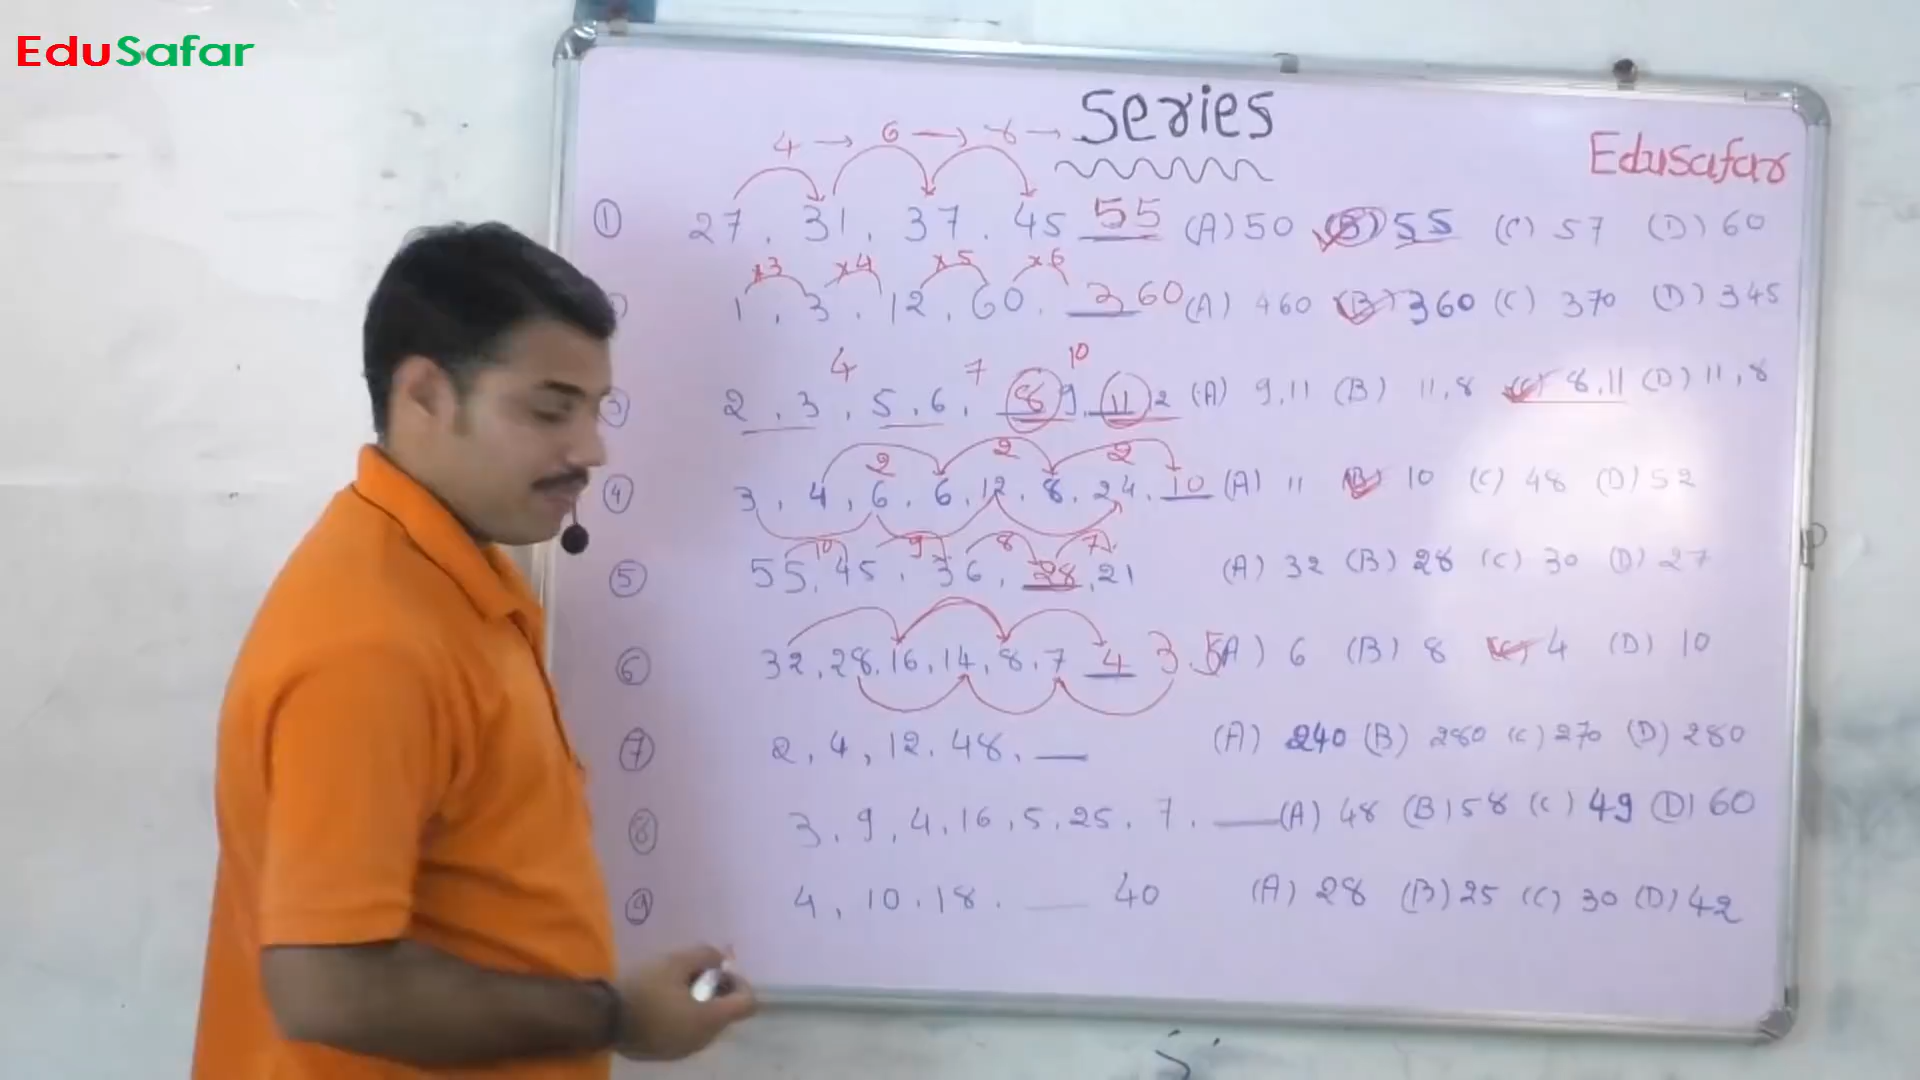 EduSafar
Series
Edusafar
4 → 6 → 8 →
① 27, 31, 37, 45 55 (A) 50 (B) 55 (C) 57 (D) 60
×3 ×4 ×5 ×6
1, 3, 12, 60, 360 (A) 460 (B) 360 (C) 370 (D) 345
4 7 10
③ 2, 3, 5, 6, 8 9, 11 2 (A) 9,11 (B) 11,8 (C) 8,11 (D) 11,8
2 2 2
④ 3, 4, 6, 6, 12, 8, 24, 10 (A) 11 (B) 10 (C) 48 (D) 52
10 9 8 7
⑤ 55, 45, 36, 28, 21 (A) 32 (B) 28 (C) 30 (D) 27
⑥ 32, 28, 16, 14, 8, 7 4 3.5 (A) 6 (B) 8 (C) 4 (D) 10
⑦ 2, 4, 12, 48, __ (A) 240 (B) 280 (C) 270 (D) 280
⑧ 3, 9, 4, 16, 5, 25, 7, __ (A) 48 (B) 58 (C) 49 (D) 60
⑨ 4, 10, 18, __ 40 (A) 28 (B) 25 (C) 30 (D) 42